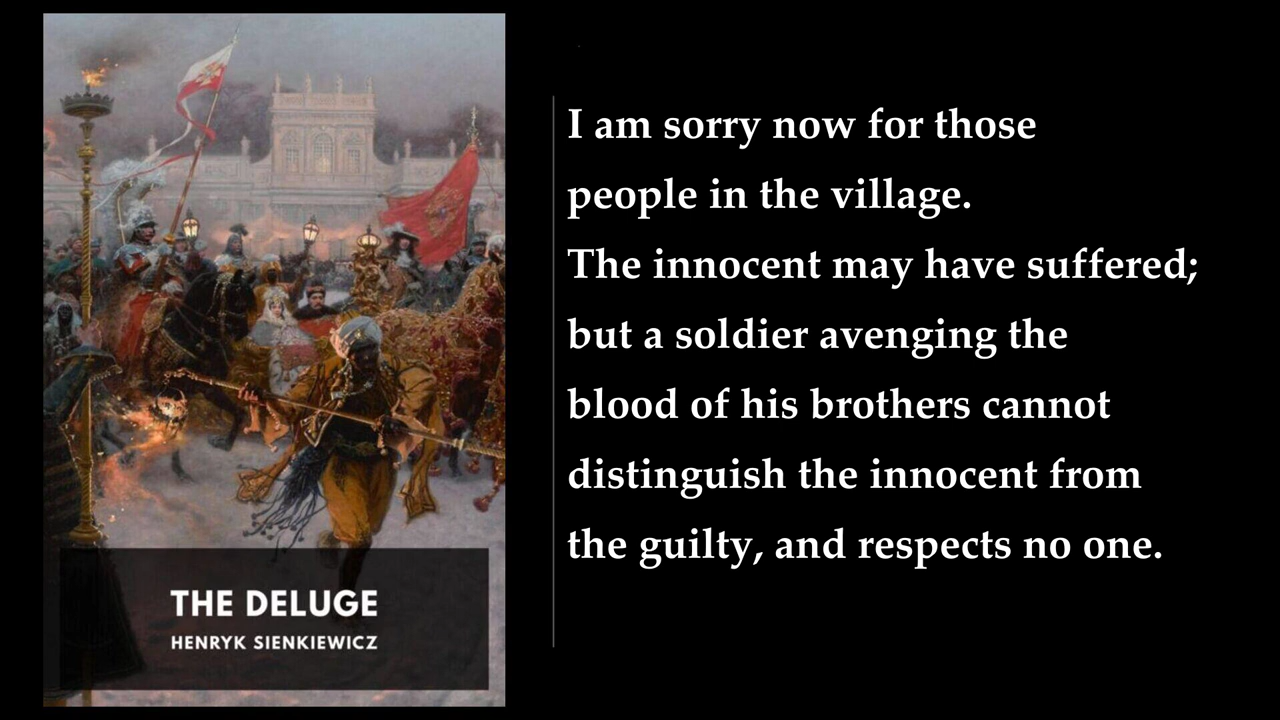 THE DELUGE
HENRYK SIENKIEWICZ
I am sorry now for those
people in the village.
The innocent may have suffered;
but a soldier avenging the
blood of his brothers cannot
distinguish the innocent from
the guilty, and respects no one.